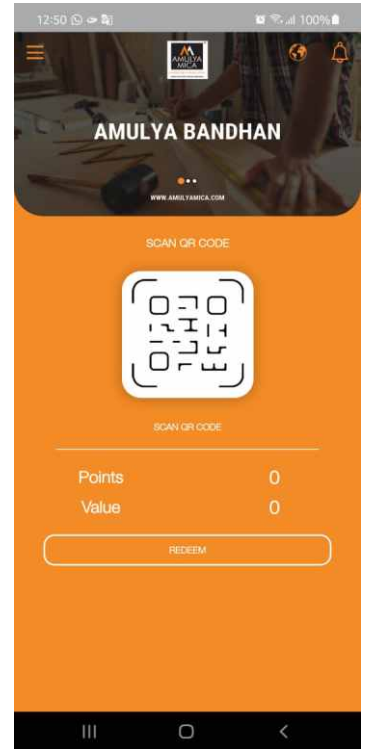 12:50
100%
AMULYA
MICA
AMULYA BANDHAN
WWW.AMULYAMICA.COM
SCAN QR CODE
SCAN QR CODE
Points 0
Value 0
REDEEM